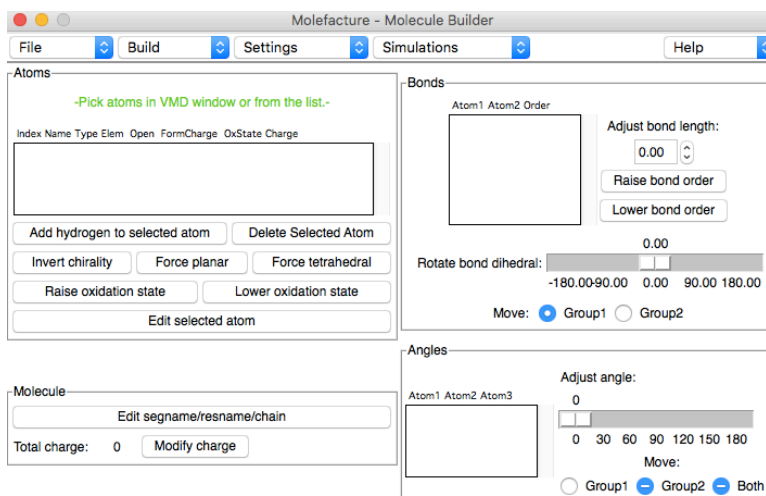 Molefacture - Molecule Builder
File Build Settings Simulations Help
Atoms
-Pick atoms in VMD window or from the list.-
Index Name Type Elem Open FormCharge OxState Charge
Add hydrogen to selected atom Delete Selected Atom
Invert chirality Force planar Force tetrahedral
Raise oxidation state Lower oxidation state
Edit selected atom
Molecule
Edit segname/resname/chain
Total charge: 0 Modify charge
Bonds
Atom1 Atom2 Order
Adjust bond length:
0.00
Raise bond order
Lower bond order
0.00
Rotate bond dihedral:
-180.00-90.00 0.00 90.00 180.00
Move: Group1 Group2
Angles
Adjust angle:
Atom1 Atom2 Atom3
0
0 30 60 90 120 150 180
Move:
Group1 Group2 Both